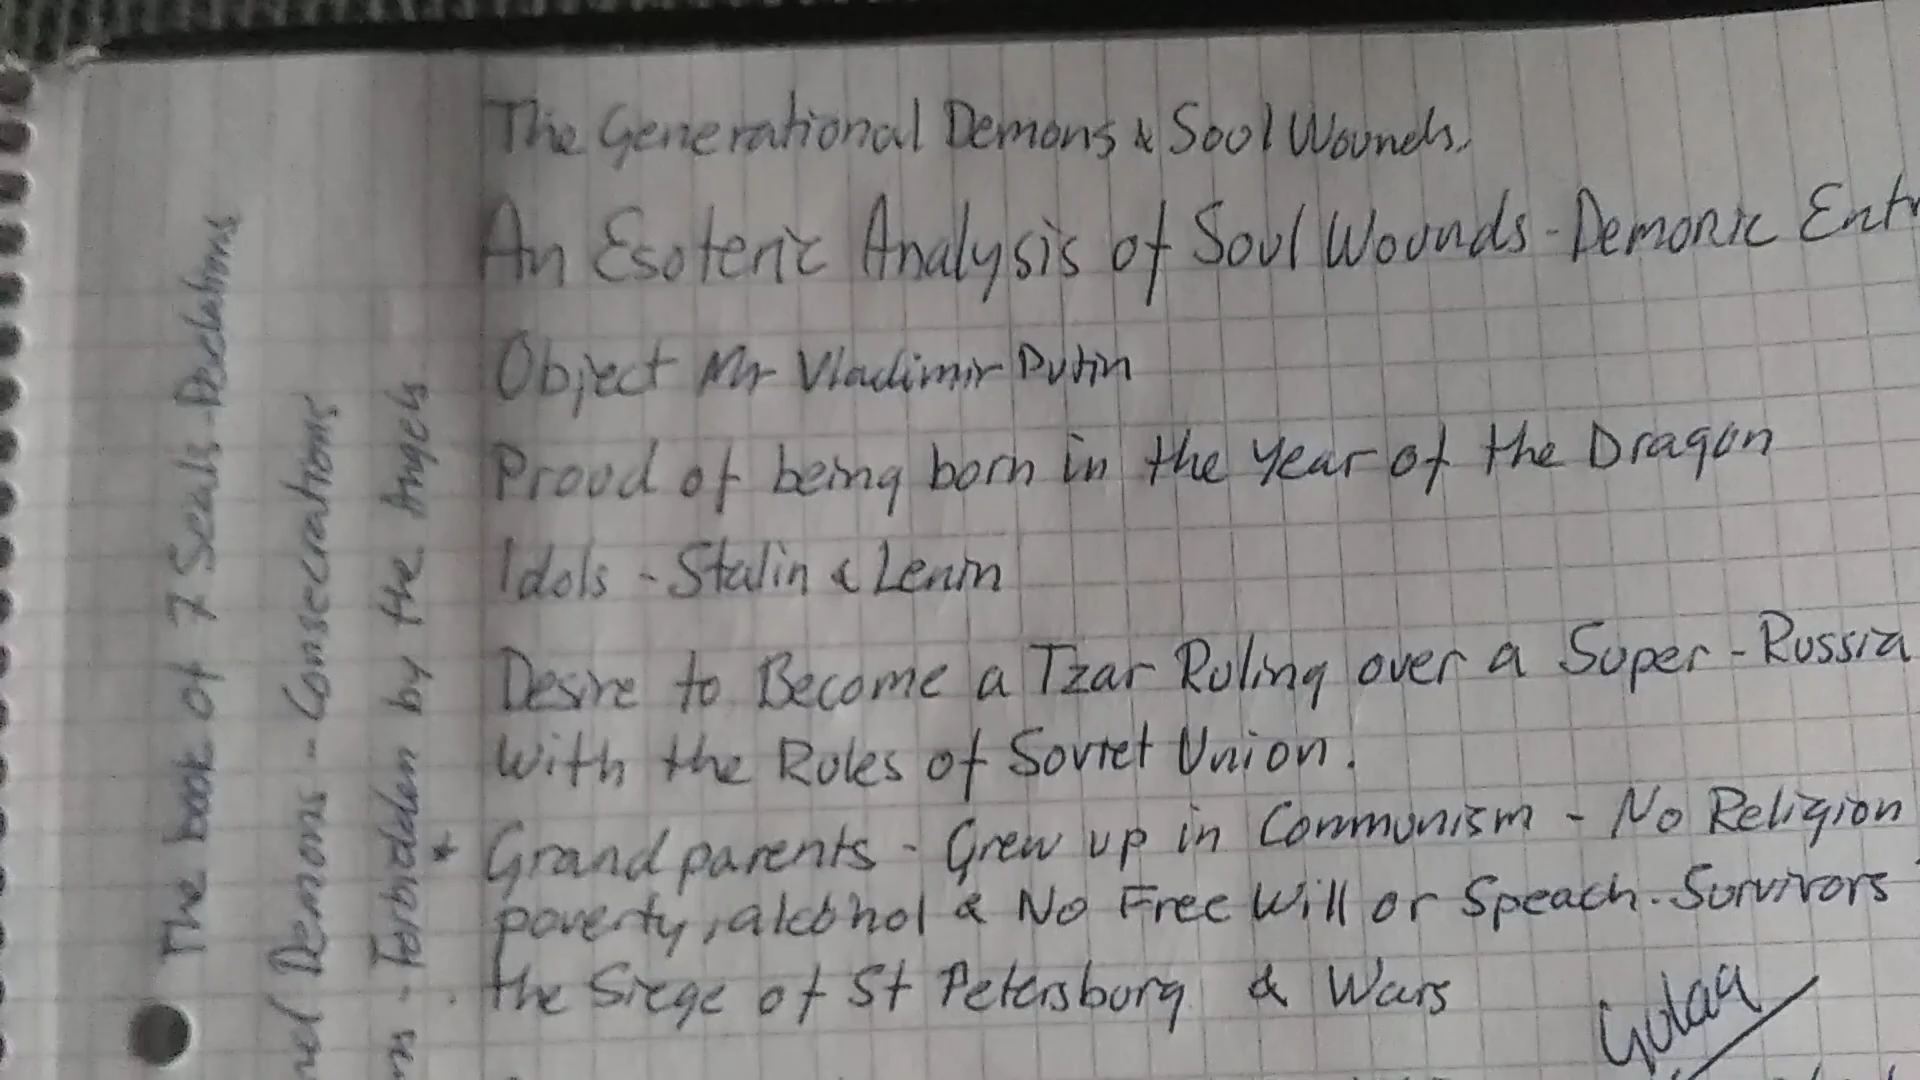 The Generational Demons & Soul Wounds.
An Esoteric Analysis of Soul Wounds - Demonic Entr
Object Mr Vladimir Putin
Proud of being born in the Year of the Dragon
Idols - Stalin & Lenin
Desire to Become a Tzar Ruling over a Super - Russia
With the Rules of Soviet Union.
* Grandparents - Grew up in Communism - No Religion
poverty, alcohol & No Free Will or Speach. Survivors
the Siege of St Petersburg & Wars
Gulag
The book of 7 Seals
Demons - Consecrations
- Forbidden by the Angels